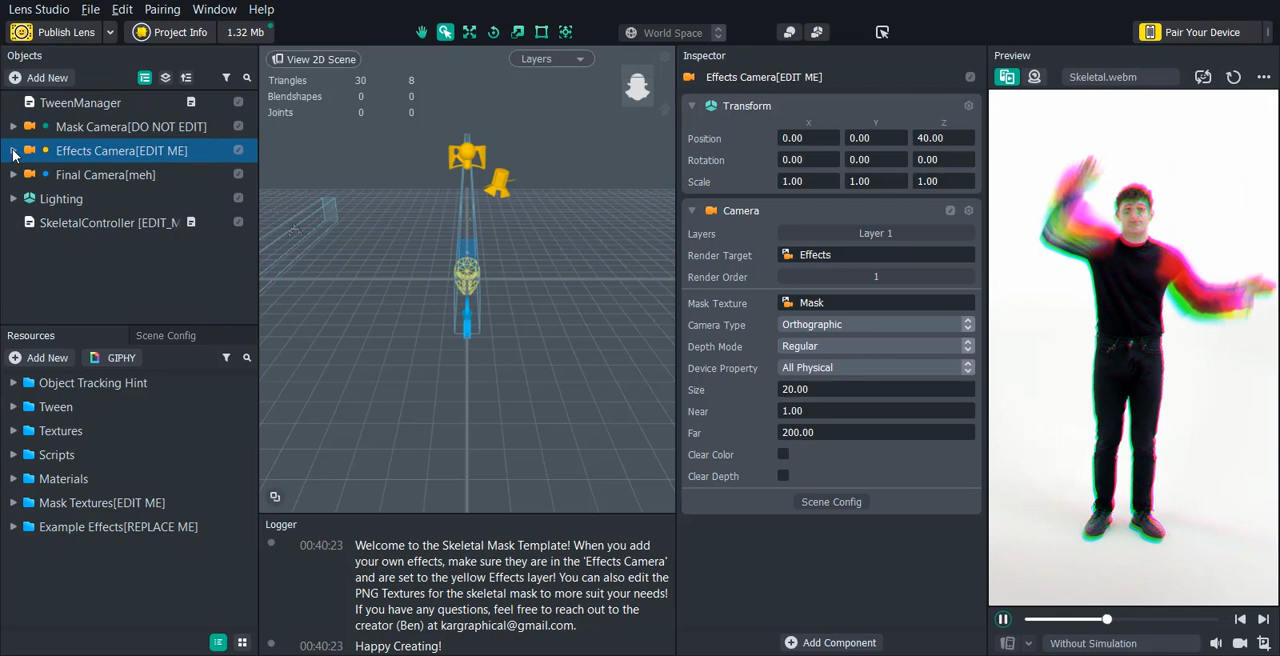 Lens Studio File Edit Pairing Window Help
Publish Lens Project Info 1.32 Mb World Space Pair Your Device
Objects
Add New
TweenManager
Mask Camera[DO NOT EDIT]
Effects Camera[EDIT ME]
Final Camera[meh]
Lighting
SkeletalController [EDIT_M
Resources Scene Config
Add New GIPHY
Object Tracking Hint
Tween
Textures
Scripts
Materials
Mask Textures[EDIT ME]
Example Effects[REPLACE ME]
View 2D Scene Layers
Triangles 30 8
Blendshapes 0 0
Joints 0 0
Logger
00:40:23 Welcome to the Skeletal Mask Template! When you add
your own effects, make sure they are in the 'Effects Camera'
and are set to the yellow Effects layer! You can also edit the
PNG Textures for the skeletal mask to more suit your needs!
If you have any questions, feel free to reach out to the
creator (Ben) at kargraphical@gmail.com.
00:40:23 Happy Creating!
Inspector
Effects Camera[EDIT ME]
Transform
X Y Z
Position 0.00 0.00 40.00
Rotation 0.00 0.00 0.00
Scale 1.00 1.00 1.00
Camera
Layers Layer 1
Render Target Effects
Render Order 1
Mask Texture Mask
Camera Type Orthographic
Depth Mode Regular
Device Property All Physical
Size 20.00
Near 1.00
Far 200.00
Clear Color
Clear Depth
Scene Config
Add Component
Preview
Skeletal.webm
Without Simulation